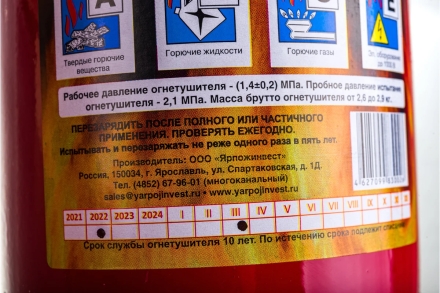 A
C
E
Твердые горючие
вещества
Горючие жидкости
Горючие газы
Рабочее давление огнетушителя - (1,4±0,2) МПа. Пробное давление испытания
огнетушителя - 2,1 МПа. Масса брутто огнетушителя от 2,6 до 2,9 кг.
ПЕРЕЗАРЯДИТЬ ПОСЛЕ ПОЛНОГО ИЛИ ЧАСТИЧНОГО
ПРИМЕНЕНИЯ. ПРОВЕРЯТЬ ЕЖЕГОДНО.
Испытывать и перезаряжать не реже одного раза в пять лет.
Производитель: ООО «Ярпожинвест»
Россия, 150034, г. Ярославль, ул. Спартаковская, д. 1Д.
Тел. (4852) 67-96-01 (многоканальный)
sales@yarpojinvest.ru - www.yarpojinvest.ru
2021 2022 2023 2024 I II III IV V VI VII VIII IX X XI
Срок службы огнетушителя 10 лет. По истечению срока подлежит списанию